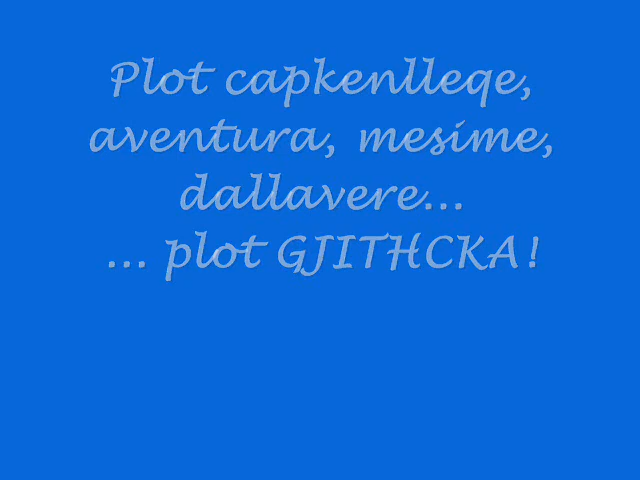 Plot capkenlleqe,
aventura, mesime,
dallavere...
... plot GJITHCKA!